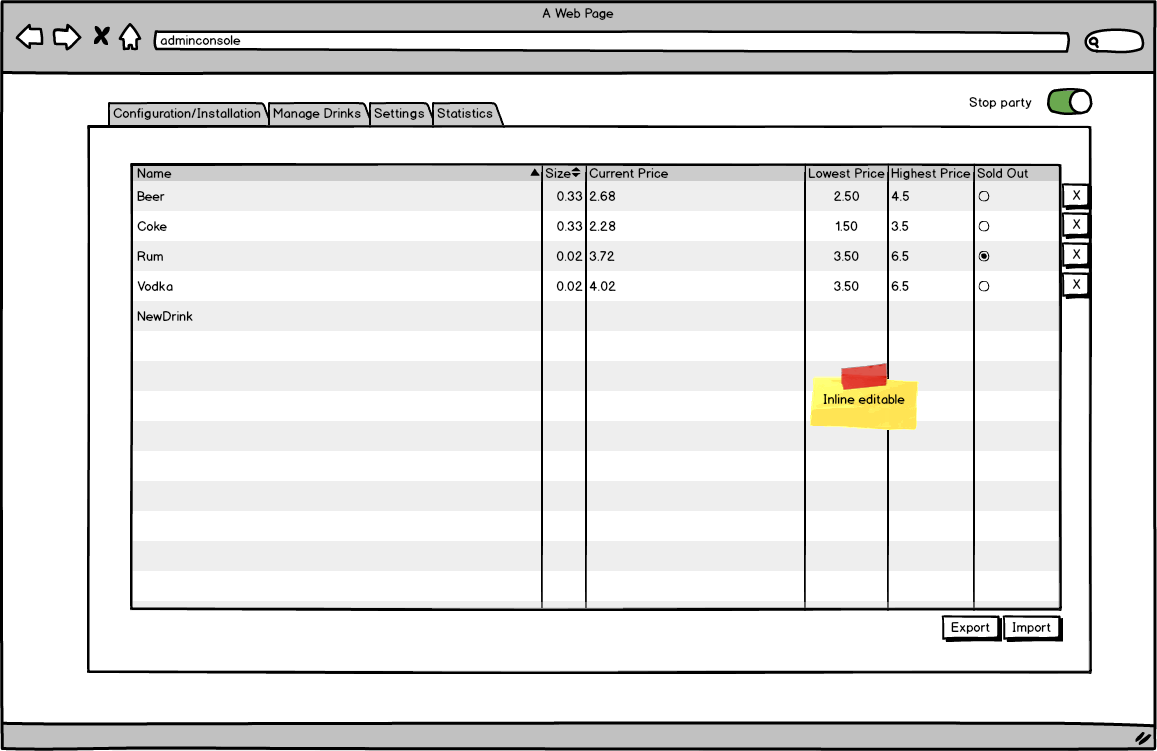 A Web Page
adminconsole
Stop party
Configuration/Installation Manage Drinks Settings Statistics
Name Size Current Price Lowest Price Highest Price Sold Out
Beer 0.33 2.68 2.50 4.5 X
Coke 0.33 2.28 1.50 3.5 X
Rum 0.02 3.72 3.50 6.5 X
Vodka 0.02 4.02 3.50 6.5 X
NewDrink
Inline editable
Export Import